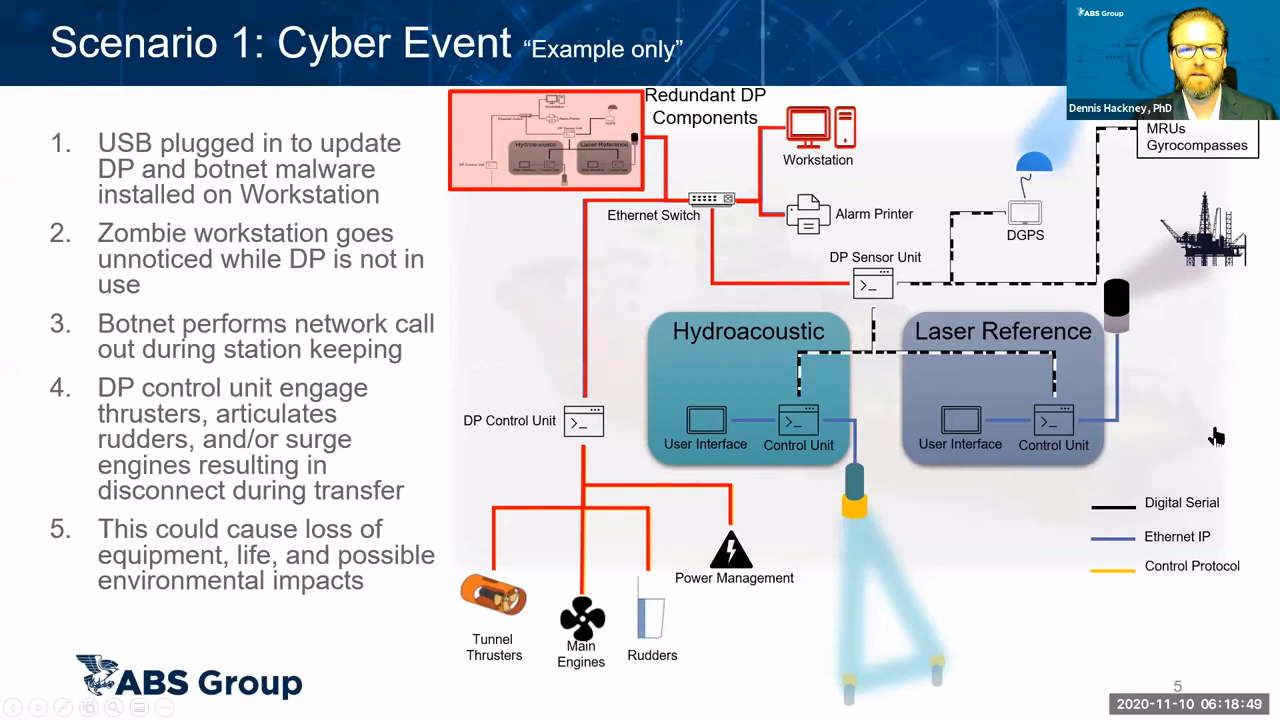 Scenario 1: Cyber Event “Example only”
ABS Group
Dennis Hackney, PhD
1. USB plugged in to update
DP and botnet malware
installed on Workstation
2. Zombie workstation goes
unnoticed while DP is not in
use
3. Botnet performs network call
out during station keeping
4. DP control unit engage
thrusters, articulates
rudders, and/or surge
engines resulting in
disconnect during transfer
5. This could cause loss of
equipment, life, and possible
environmental impacts
Redundant DP
Components
Workstation
Ethernet Switch
Alarm Printer
MRUs
Gyrocompasses
DGPS
DP Sensor Unit
Hydroacoustic
User Interface
Control Unit
Laser Reference
User Interface
Control Unit
DP Control Unit
Power Management
Tunnel
Thrusters
Main
Engines
Rudders
Digital Serial
Ethernet IP
Control Protocol
Hydroacoustic
Laser Reference
ABS Group
5
2020-11-10 06:18:49